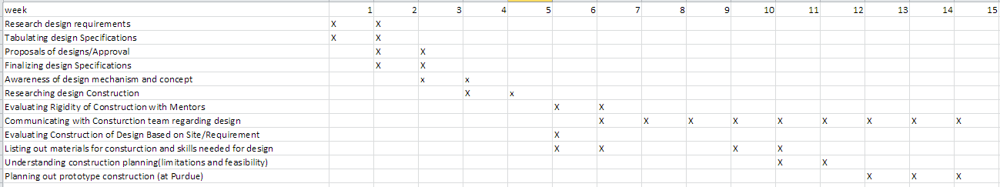 week 1 2 3 4 5 6 7 8 9 10 11 12 13 14 15
Research design requirements X X
Tabulating design Specifications X X
Proposals of designs/Approval X X
Finalizing design Specifications X X
Awareness of design mechanism and concept x x
Researching design Construction X x
Evaluating Rigidity of Construction with Mentors X X
Communicating with Consturction team regarding design X X X X X X X X X
Evaluating Construction of Design Based on Site/Requirement X
Listing out materials for consturction and skills needed for design X X X X
Understanding construction planning(limitations and feasibility) X X
Planning out prototype construction (at Purdue) X X X